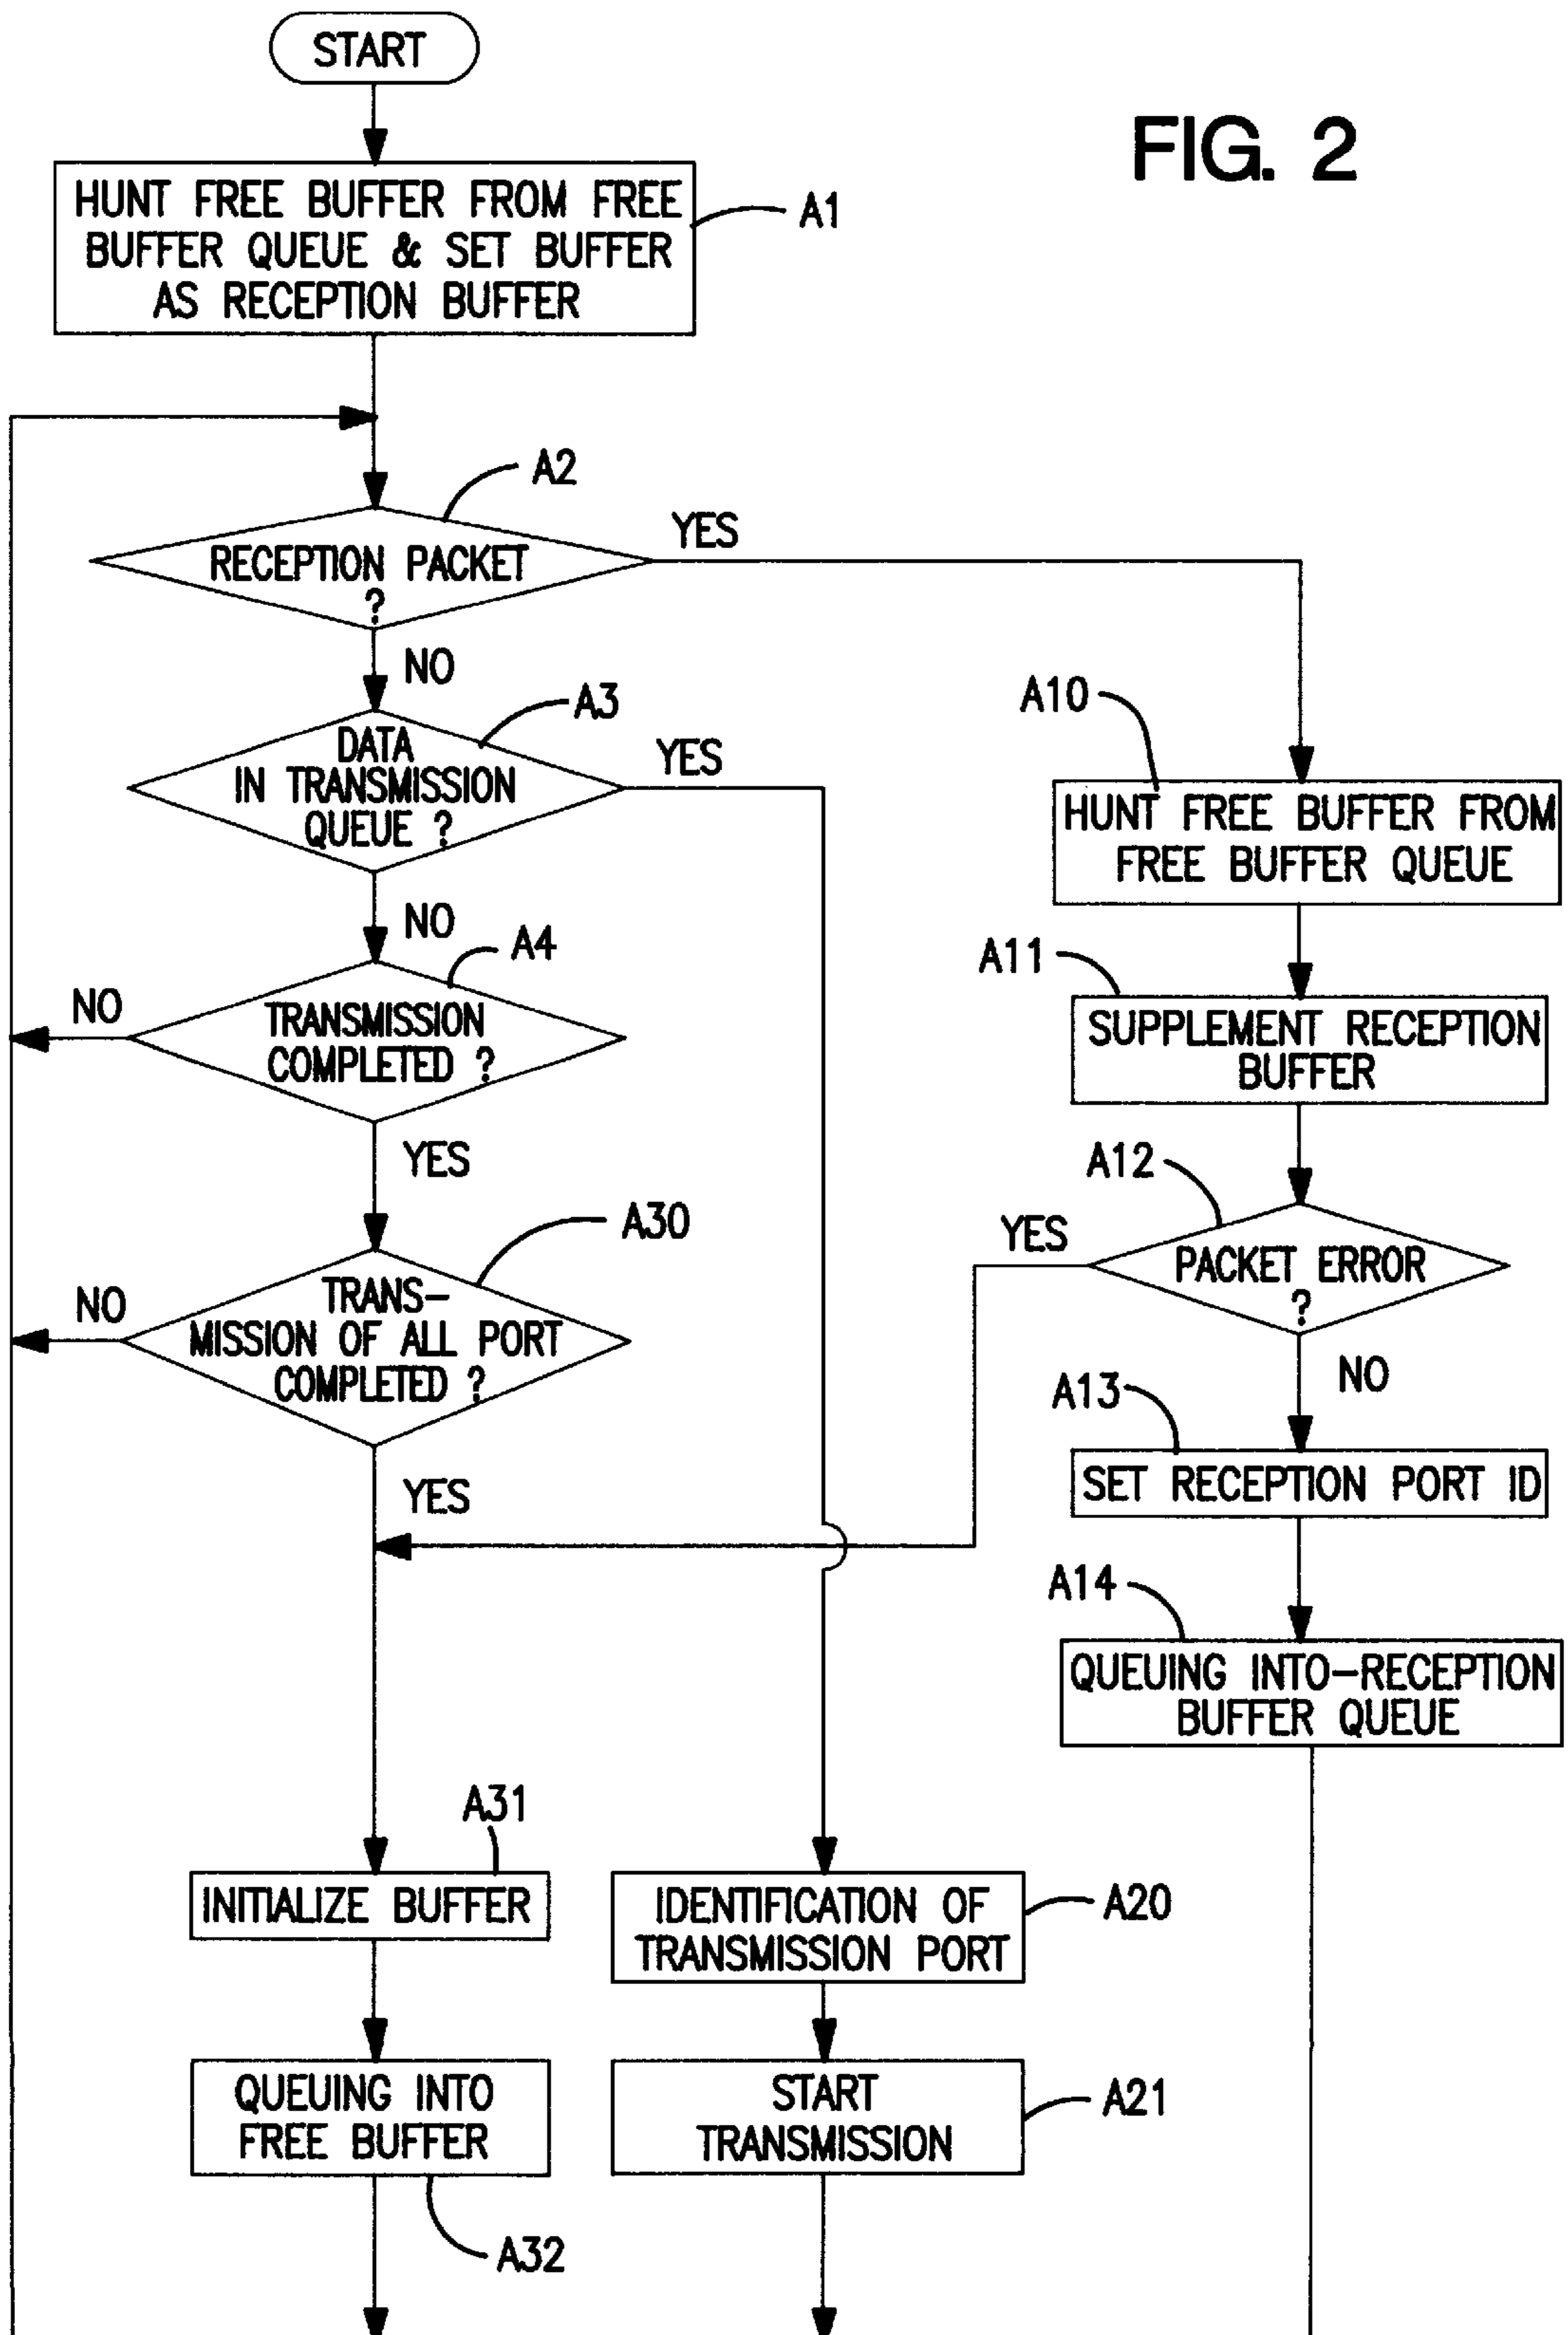 START
FIG. 2
HUNT FREE BUFFER FROM FREE
BUFFER QUEUE & SET BUFFER
AS RECEPTION BUFFER
A1
A2
RECEPTION PACKET
?
YES
NO
A3
DATA
IN TRANSMISSION
QUEUE ?
YES
NO
A10
HUNT FREE BUFFER FROM
FREE BUFFER QUEUE
A4
TRANSMISSION
COMPLETED ?
NO
YES
A11
SUPPLEMENT RECEPTION
BUFFER
A12
PACKET ERROR
?
YES
NO
A30
TRANS-
MISSION OF ALL PORT
COMPLETED ?
NO
YES
A13
SET RECEPTION PORT ID
A14
QUEUING INTO-RECEPTION
BUFFER QUEUE
A31
INITIALIZE BUFFER
IDENTIFICATION OF
TRANSMISSION PORT
A20
QUEUING INTO
FREE BUFFER
A32
START
TRANSMISSION
A21